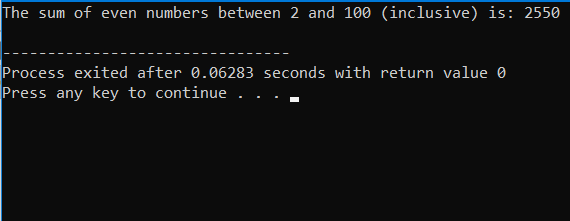 The sum of even numbers between 2 and 100 (inclusive) is: 2550
--------------------------------
Process exited after 0.06283 seconds with return value 0
Press any key to continue . . .